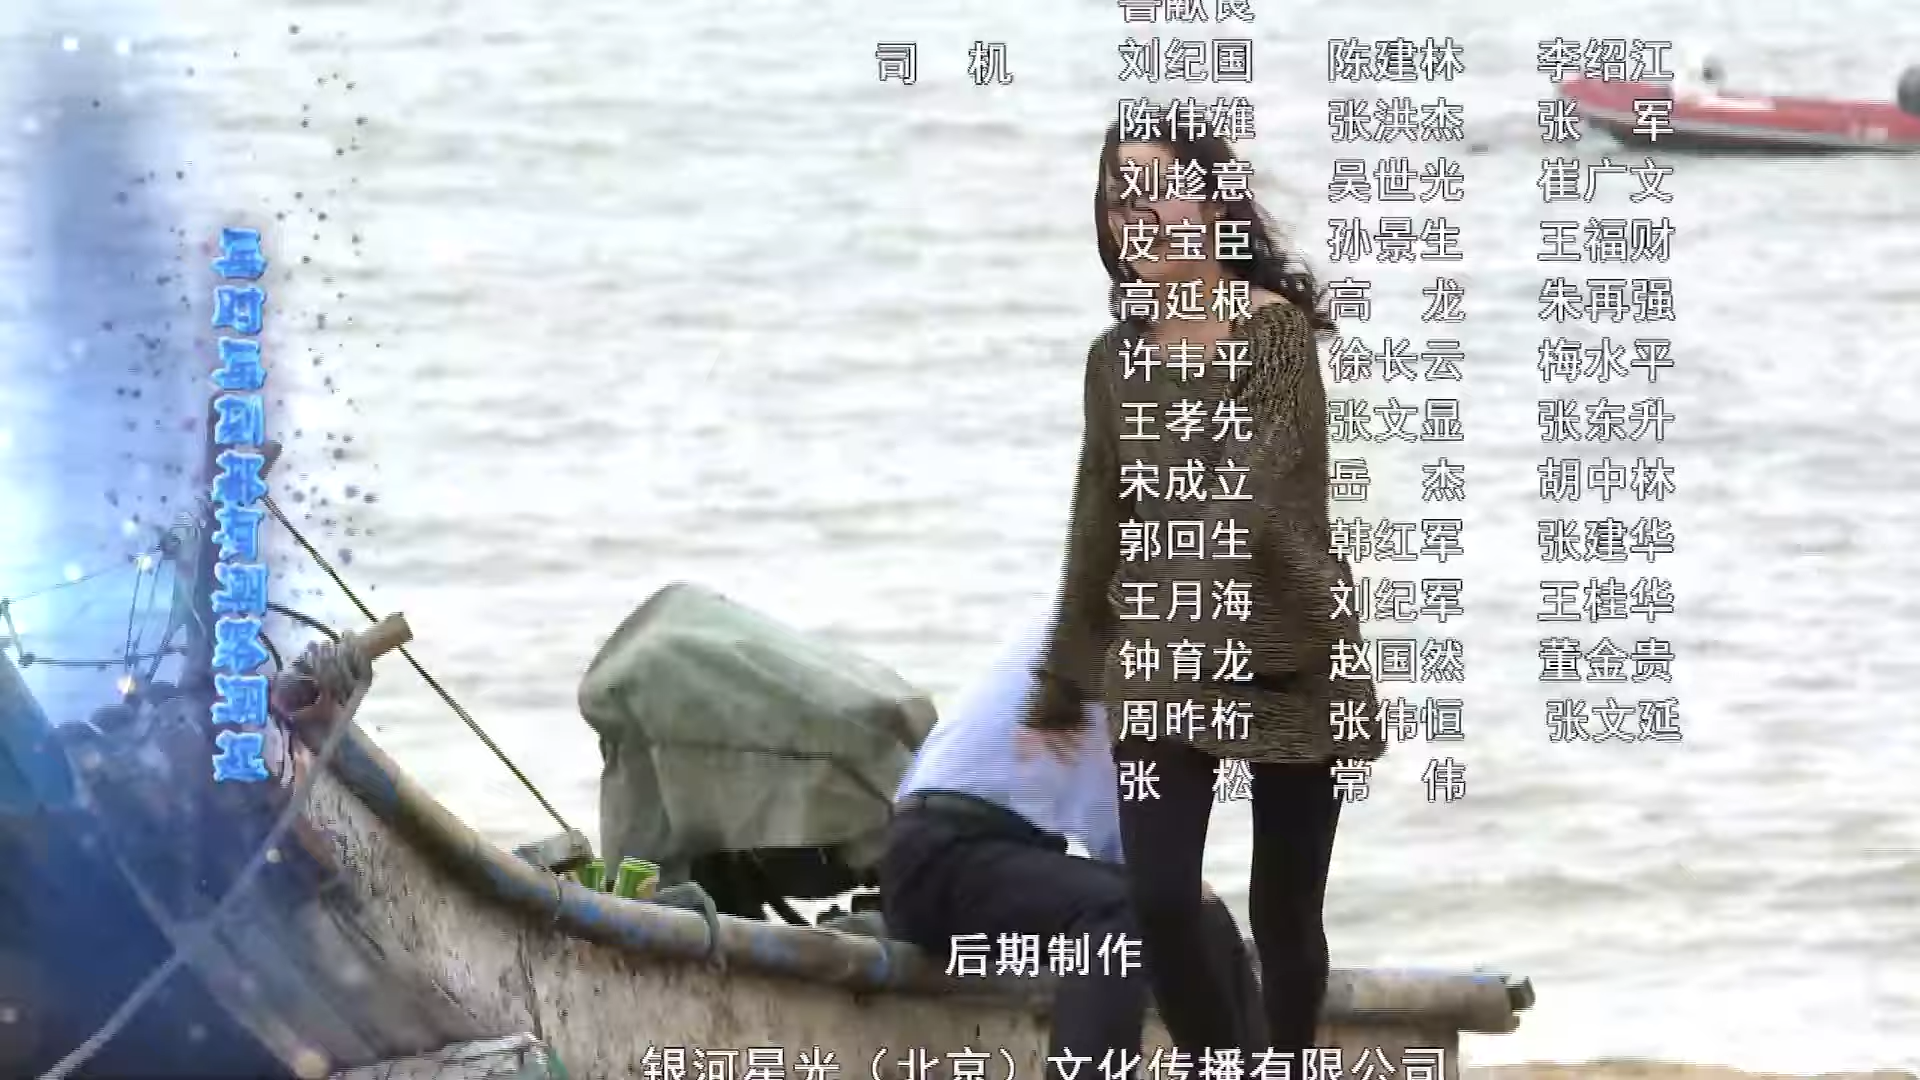 司 机 刘纪国 陈建林 李绍江
陈伟雄 张洪杰 张 军
刘趁意 吴世光 崔广文
皮宝臣 孙景生 王福财
高延根 高 龙 朱再强
许韦平 徐长云 梅水平
王孝先 张文显 张东升
宋成立 岳 杰 胡中林
郭回生 韩红军 张建华
王月海 刘纪军 王桂华
钟育龙 赵国然 董金贵
周昨桁 张伟恒 张文延
张 松 常 伟
后期制作
银河星光（北京）文化传播有限公司